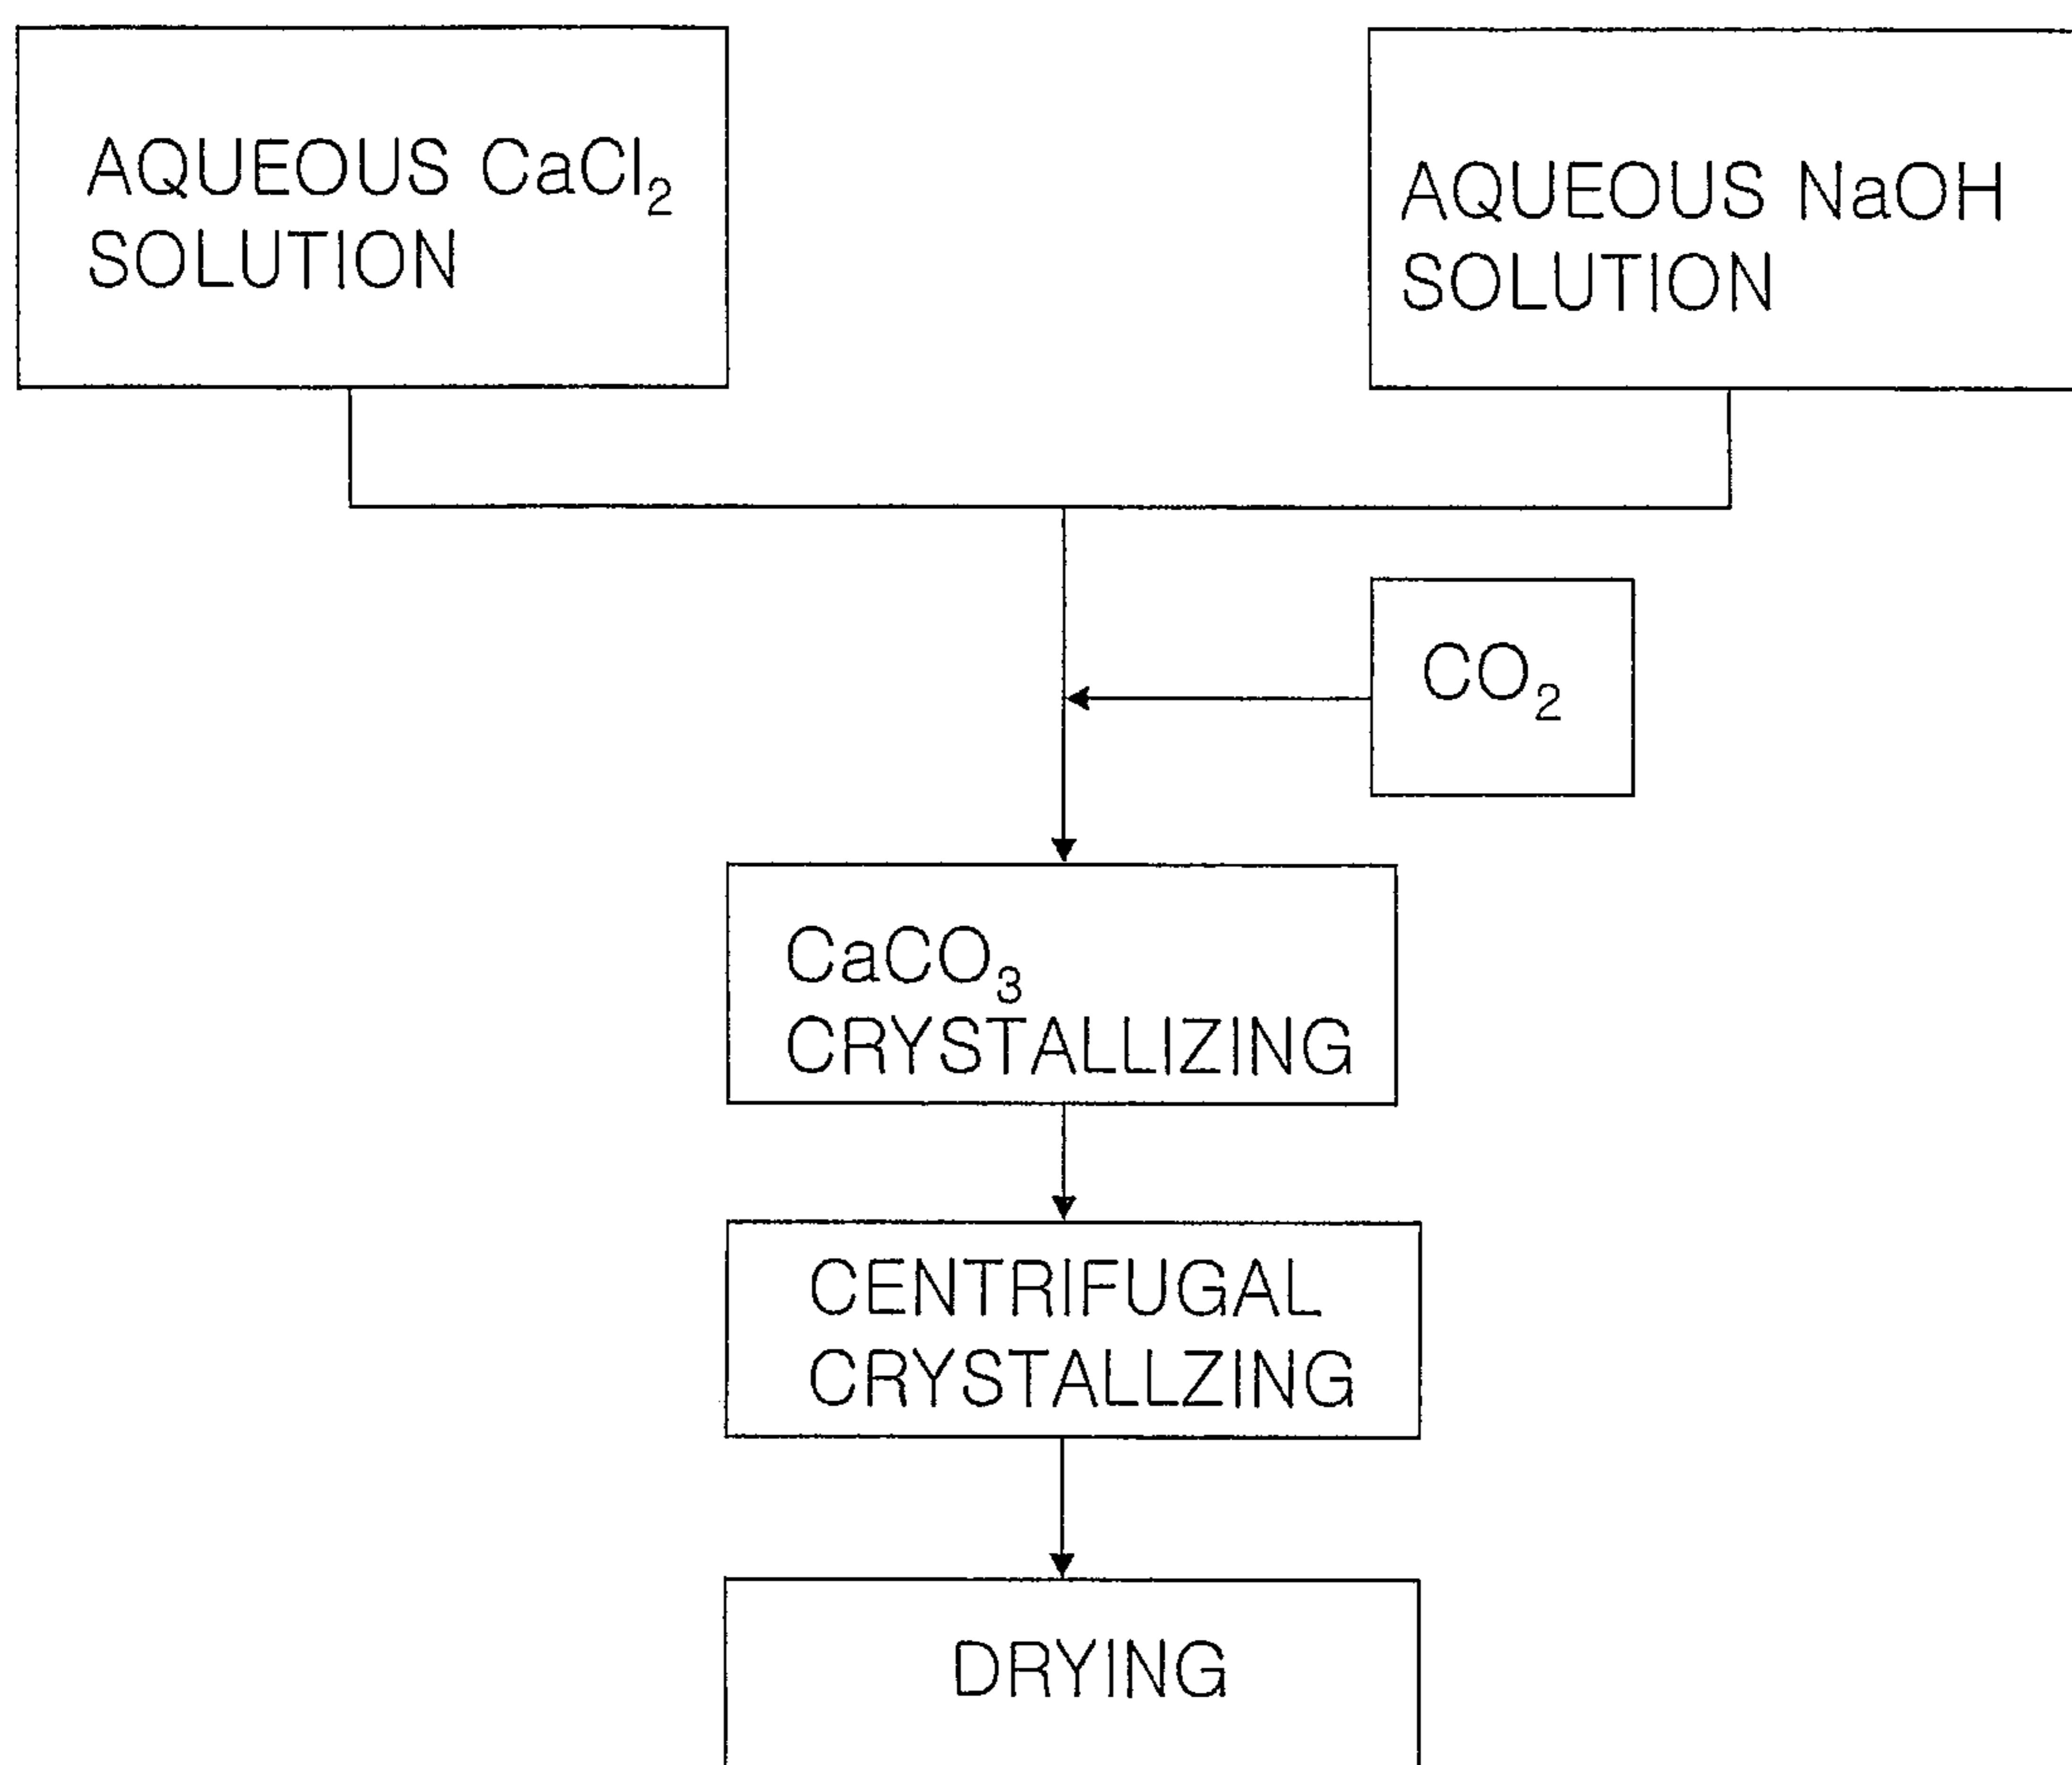 AQUEOUS CaCl₂
SOLUTION
AQUEOUS NaOH
SOLUTION
CO₂
CaCO₃
CRYSTALLIZING
CENTRIFUGAL
CRYSTALLZING
DRYING